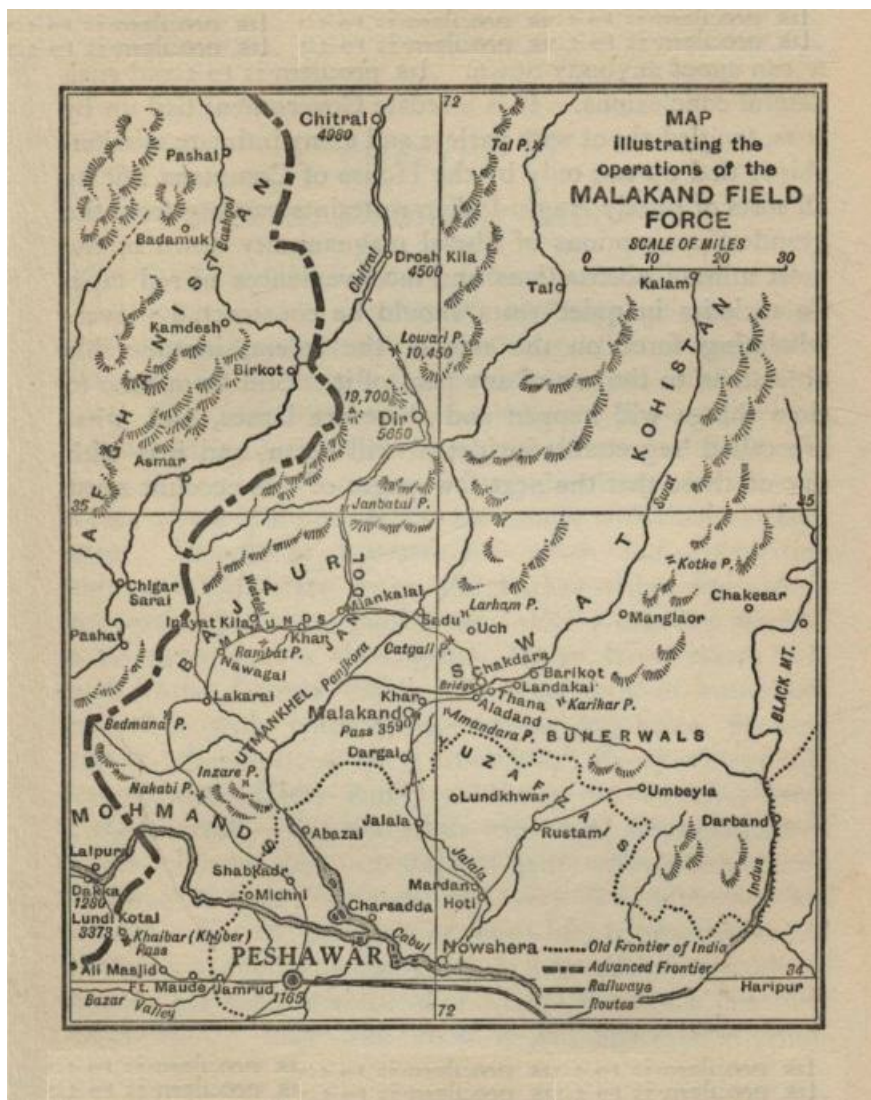 MAP
Illustrating the
operations of the
MALAKAND FIELD
FORCE
SCALE OF MILES
0 10 20 30
72
Chitral
4980
Pashai
Tal P.
Bashgol
Badamuk
Chitral
Drosh Kila
4500
Tal
Kalam
Kamdesh
Lowari P.
10,450
Birkot
19,700
Dir
5650
AFGHANISTAN
SWAT KOHISTAN
Asmar
Swat
35
Janbatai P.
35
Kotke P.
BAJAUR
Chigar
Sarai
Watelai
MAMUNDS
JANDOL
Miankalai
Larham P.
Chakesar
Sadu
Manglaor
Inayat Kila
Uch
Khan
Pashat
Rambat P.
Catgali P.
Nawagai
Panjkora
SWAT
Chakdara
Barikot
Bridge
Landakai
BLACK MT.
Lakarai
Khar
Thana
Karikar P.
UTMANKHEL
Malakand
Aladand
Bedmanai P.
Pass 3590
Amandara P.
BUNERWALS
Dargai
YUZAFZAIS
Inzare P.
Nakabi P.
Lundkhwar
Umbeyla
MOHMANDS
Jalala
Rustam
Darband
Abazai
Lalpura
Jalala
Shabkadr
Dakka
1280
Mardan
Michni
Hoti
Indus
Lundi Kotal
Charsadda
3373
Khaibar (Khyber)
Pass
Cabul
Nowshera
Old Frontier of India
PESHAWAR
Ali Masjid
Advanced Frontier
34
Ft. Maude
Jamrud
Railways
Haripur
1165
Bazar Valley
Routes
72